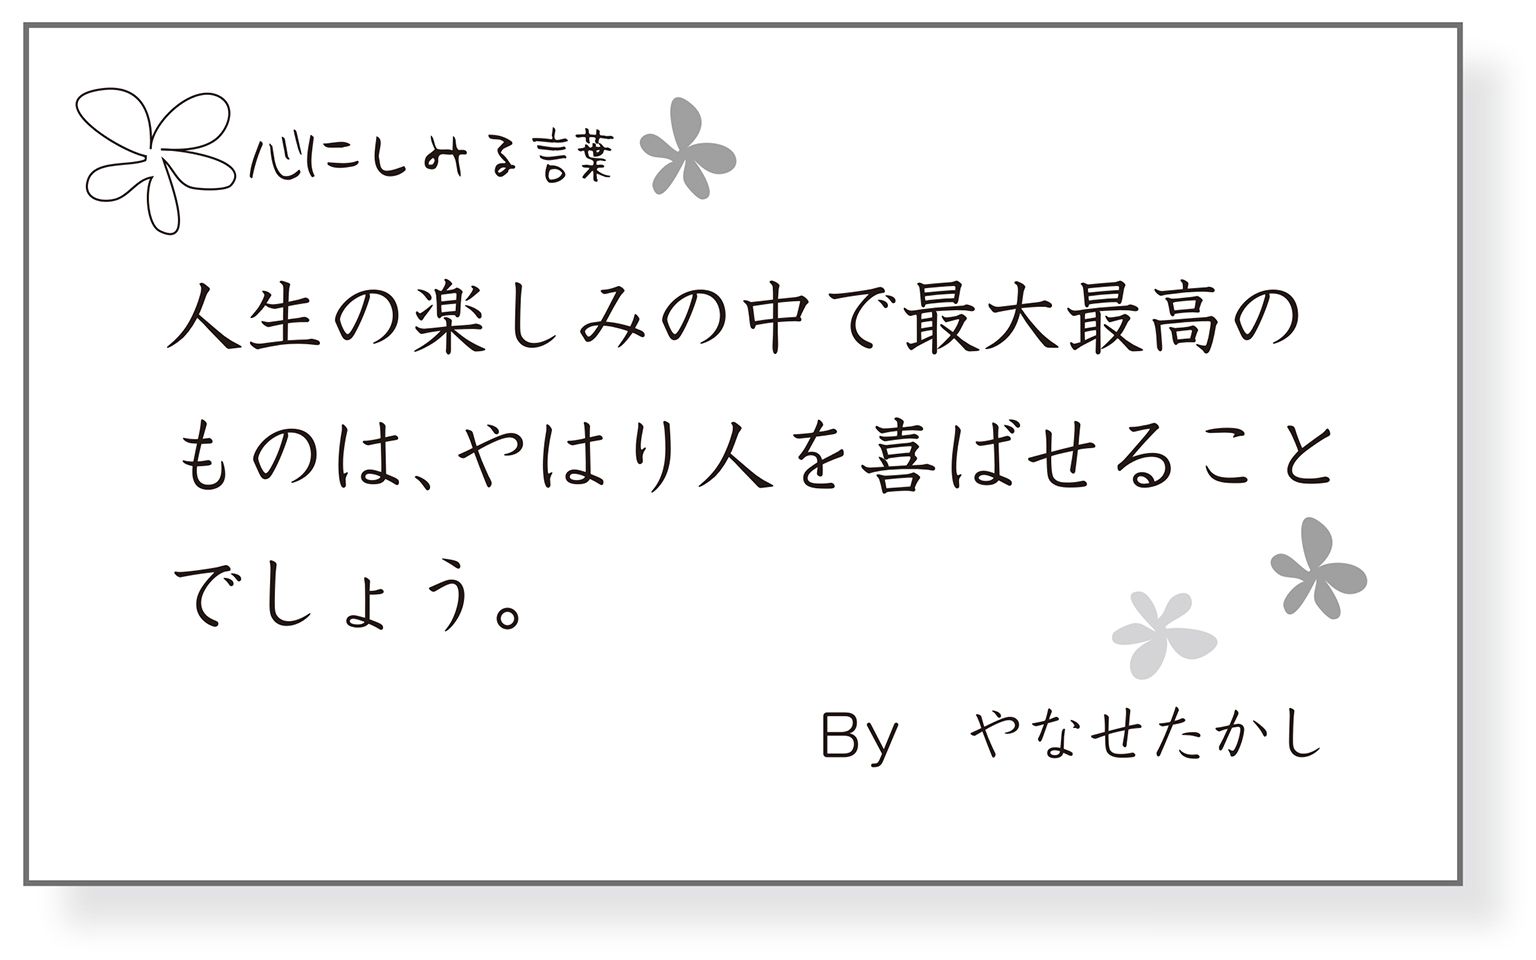 心にしみる言葉
人生の楽しみの中で最大最高の
ものは、やはり人を喜ばせること
でしょう。
By　やなせたかし